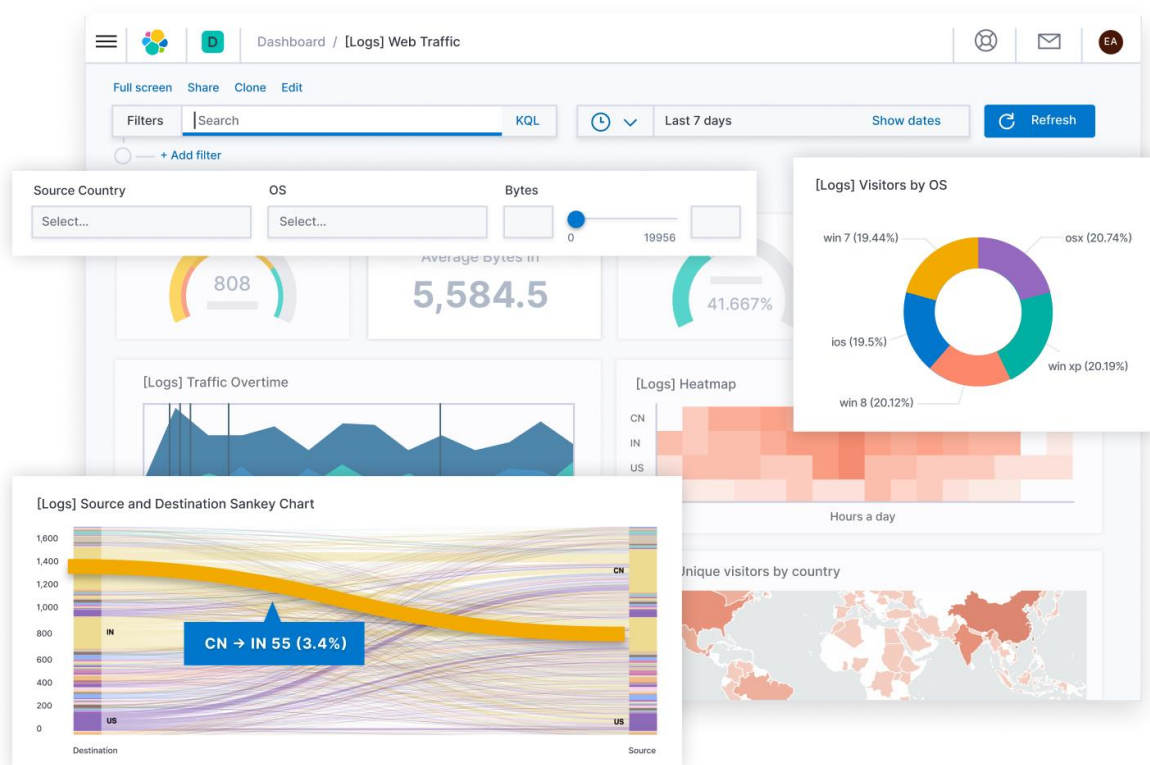 D
Dashboard / [Logs] Web Traffic
EA
Full screen Share Clone Edit
Filters Search KQL
Last 7 days Show dates
Refresh
+ Add filter
Source Country OS Bytes
Select... Select...
0 19956
[Logs] Visitors by OS
win 7 (19.44%)
osx (20.74%)
ios (19.5%)
win xp (20.19%)
win 8 (20.12%)
808
Average Bytes In
5,584.5
41.667%
[Logs] Traffic Overtime
[Logs] Heatmap
CN
IN
US
Hours a day
[Logs] Source and Destination Sankey Chart
1,600
1,400
1,200
1,000
800
600
400
200
0
CN
IN
CN → IN 55 (3.4%)
US
US
Destination
Source
Unique visitors by country